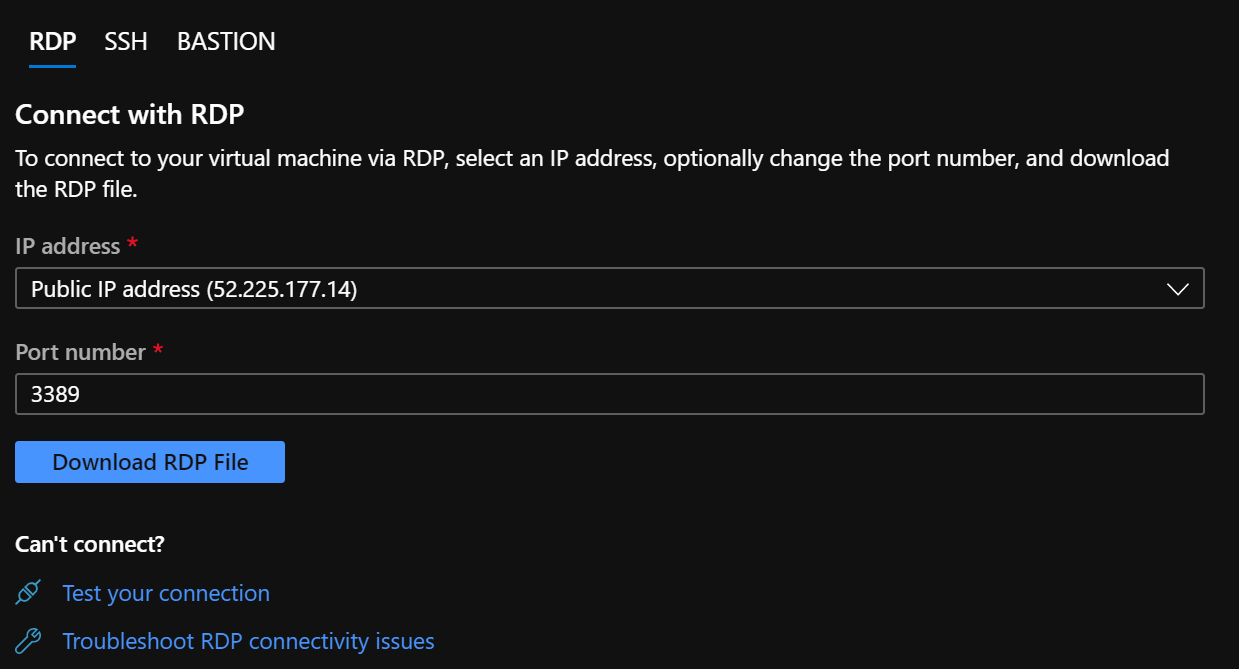 RDP SSH BASTION
Connect with RDP
To connect to your virtual machine via RDP, select an IP address, optionally change the port number, and download
the RDP file.
IP address *
Public IP address (52.225.177.14)
Port number *
3389
Download RDP File
Can't connect?
Test your connection
Troubleshoot RDP connectivity issues